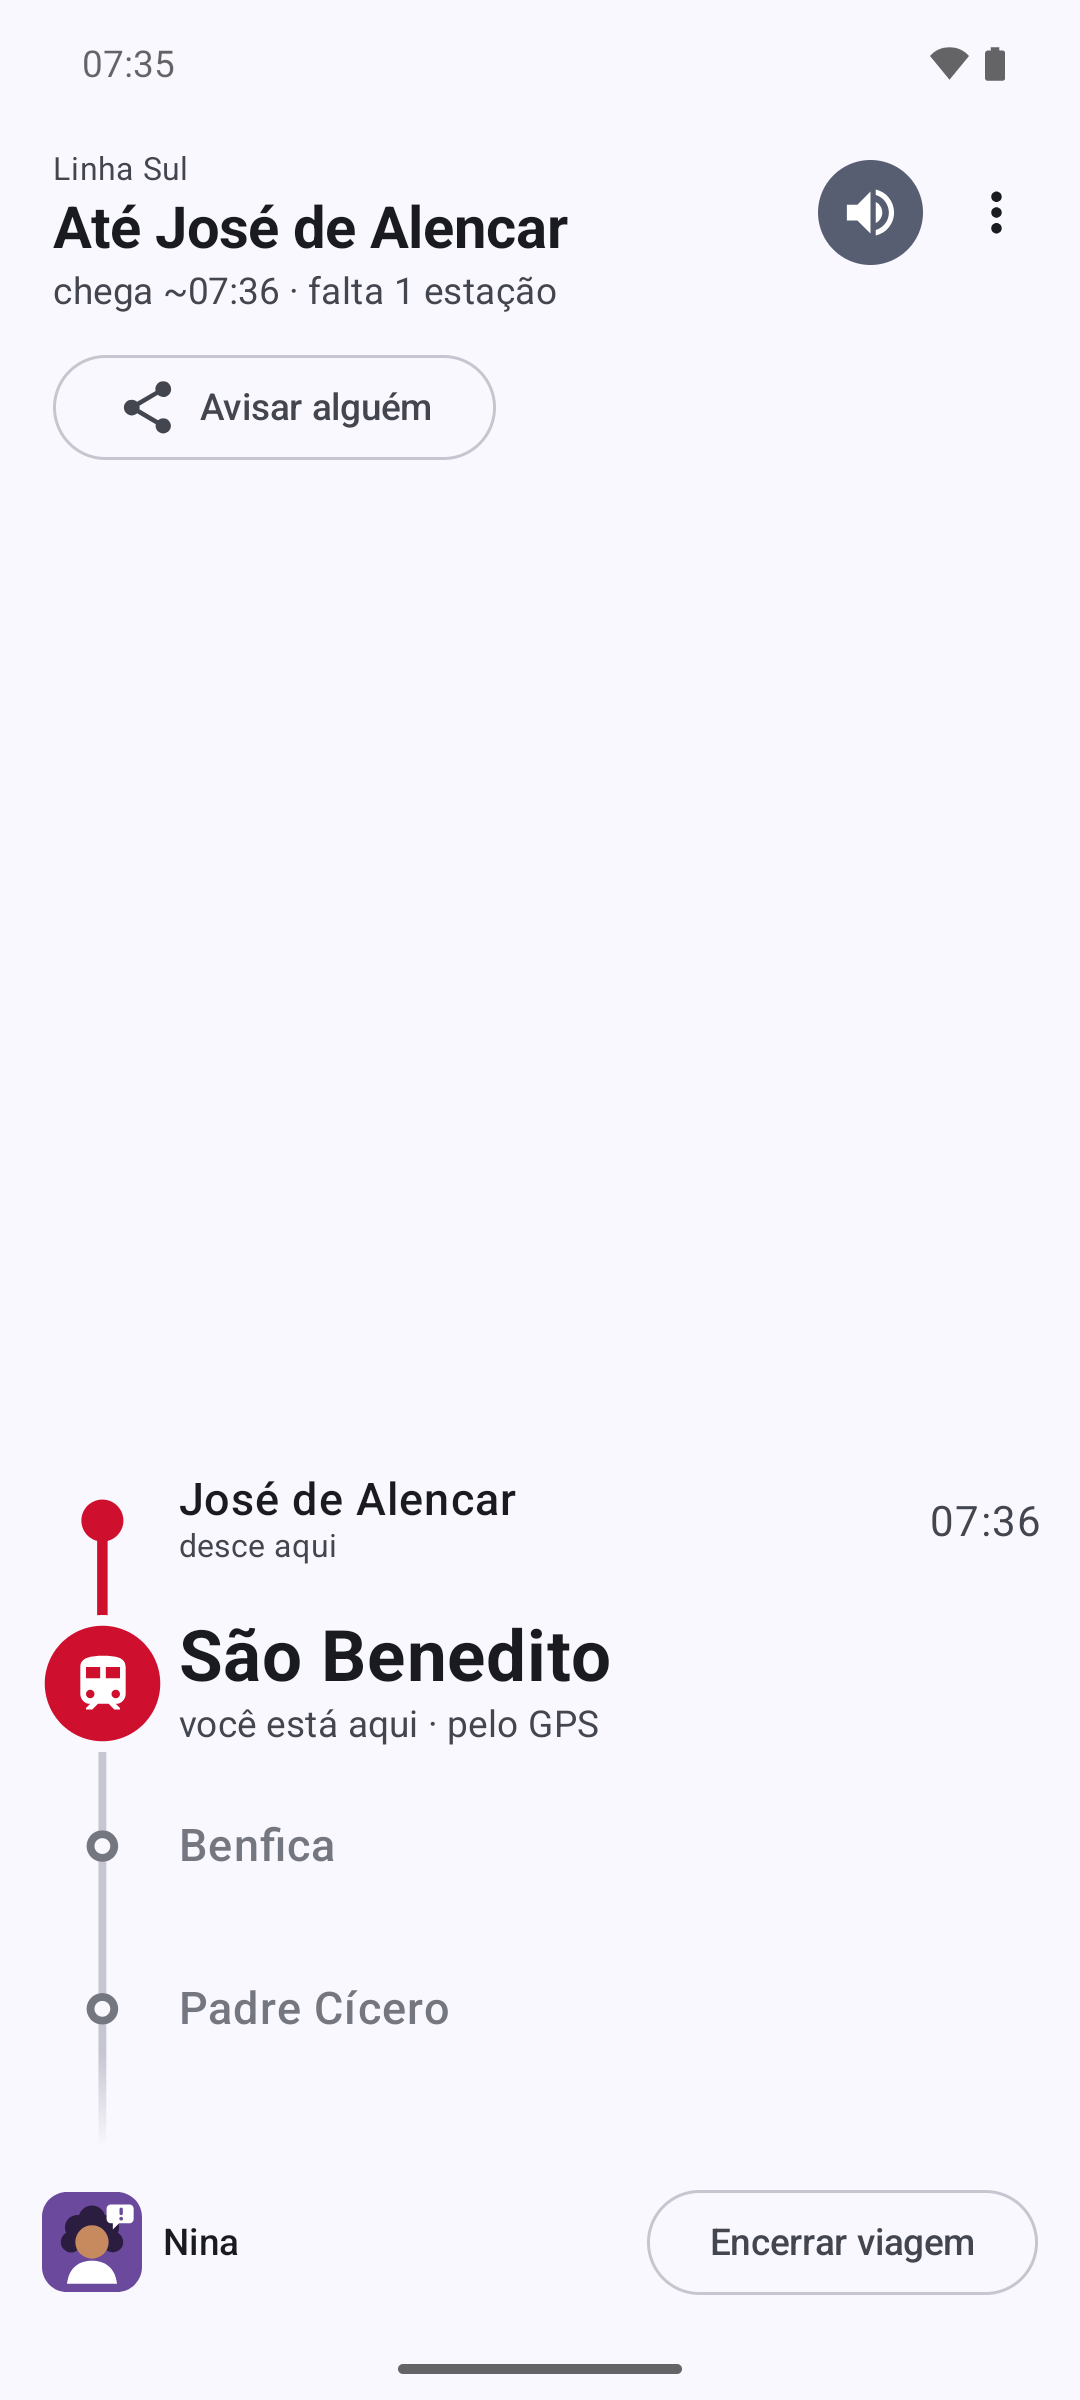 07:35
Linha Sul
Até José de Alencar
chega ~07:36 · falta 1 estação
Avisar alguém
José de Alencar
desce aqui
07:36
São Benedito
você está aqui · pelo GPS
Benfica
Padre Cícero
Nina
Encerrar viagem